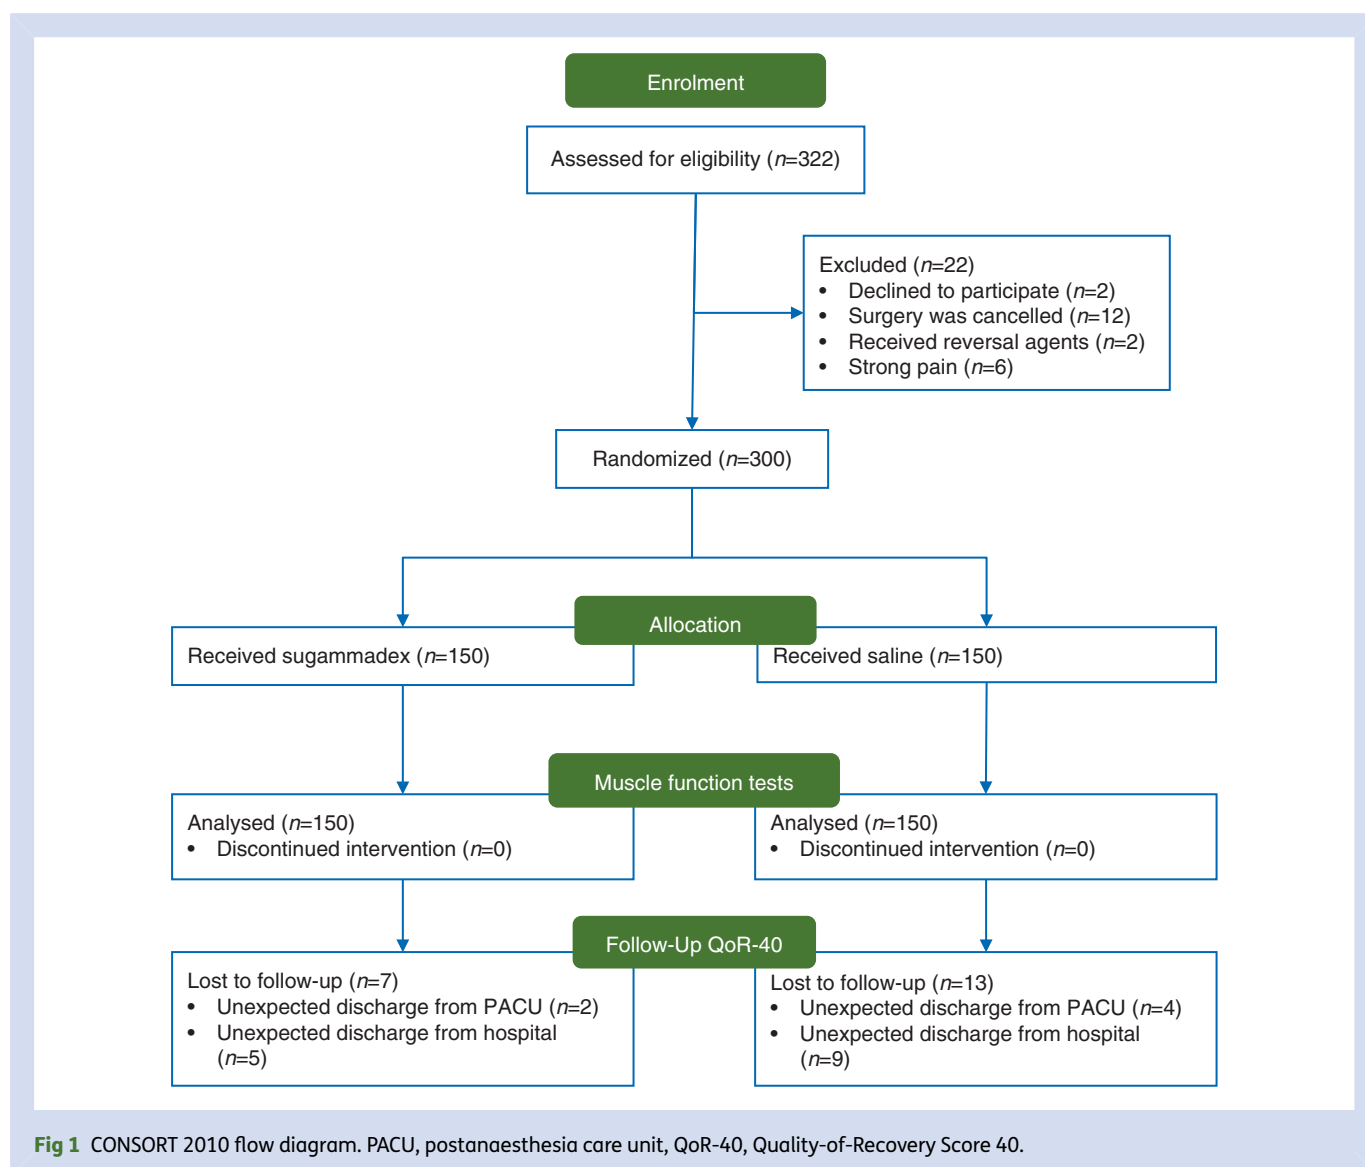 Enrolment
Assessed for eligibility (n=322)
Excluded (n=22)
• Declined to participate (n=2)
• Surgery was cancelled (n=12)
• Received reversal agents (n=2)
• Strong pain (n=6)
Randomized (n=300)
Allocation
Received sugammadex (n=150)
Received saline (n=150)
Muscle function tests
Analysed (n=150)
• Discontinued intervention (n=0)
Analysed (n=150)
• Discontinued intervention (n=0)
Follow-Up QoR-40
Lost to follow-up (n=7)
• Unexpected discharge from PACU (n=2)
• Unexpected discharge from hospital
(n=5)
Lost to follow-up (n=13)
• Unexpected discharge from PACU (n=4)
• Unexpected discharge from hospital
(n=9)
Fig 1 CONSORT 2010 flow diagram. PACU, postanaesthesia care unit, QoR-40, Quality-of-Recovery Score 40.